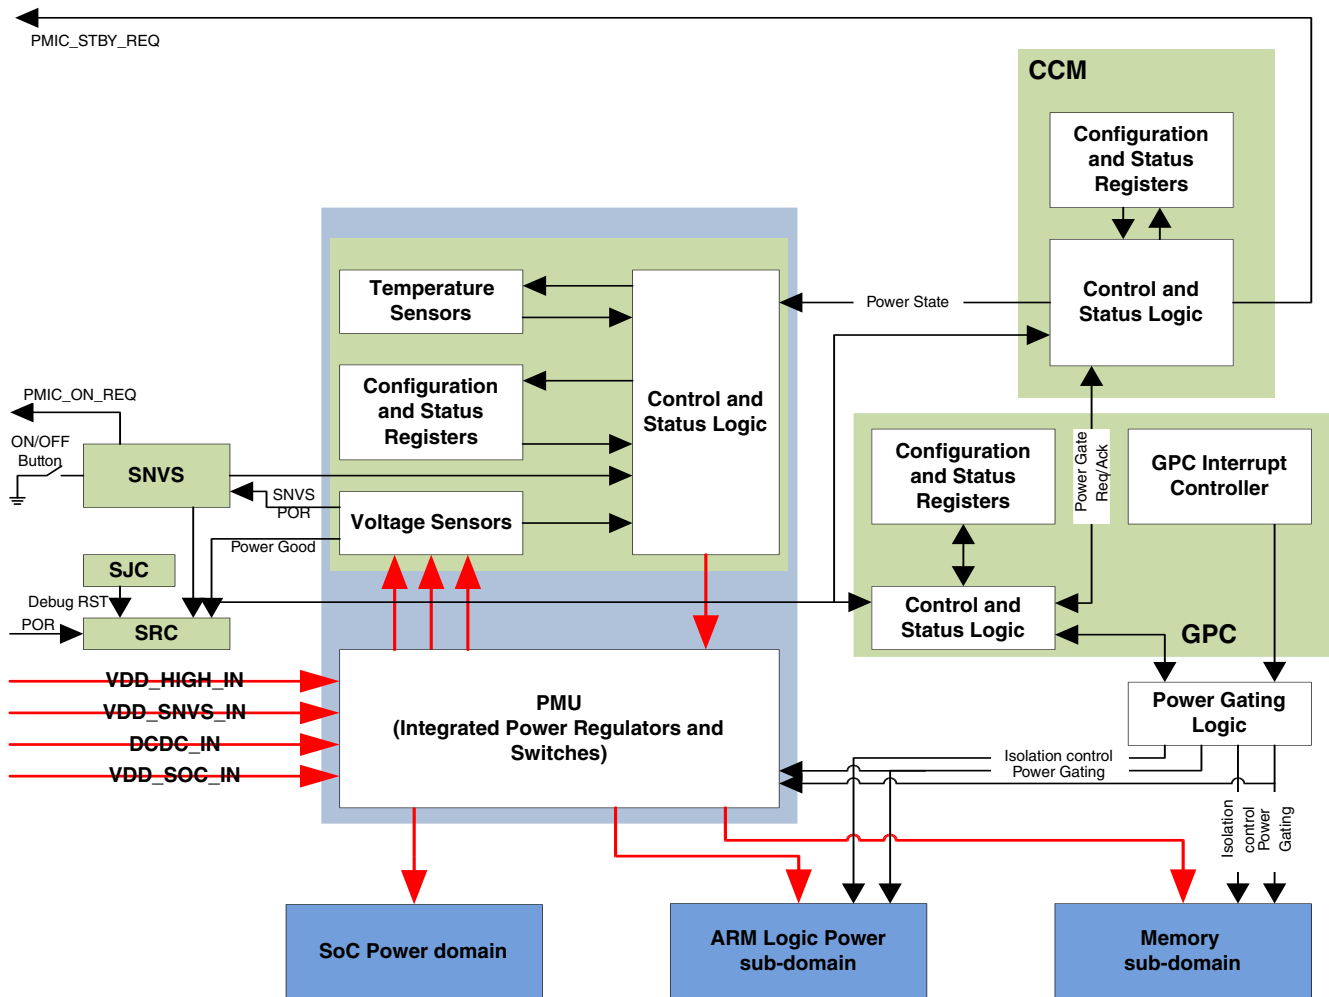 PMIC_STBY_REQ
CCM
Configuration
and Status
Registers
Control and
Status Logic
Power State
Temperature
Sensors
Configuration
and Status
Registers
Control and
Status Logic
Voltage Sensors
PMIC_ON_REQ
ON/OFF
Button
SNVS
SNVS
POR
Power Good
SJC
Debug RST
POR
SRC
Configuration
and Status
Registers
Power Gate
Req/Ack
GPC Interrupt
Controller
Control and
Status Logic
GPC
VDD_HIGH_IN
VDD_SNVS_IN
DCDC_IN
VDD_SOC_IN
PMU
(Integrated Power Regulators and
Switches)
Power Gating
Logic
Isolation control
Power Gating
Isolation
control
Power
Gating
SoC Power domain
ARM Logic Power
sub-domain
Memory
sub-domain